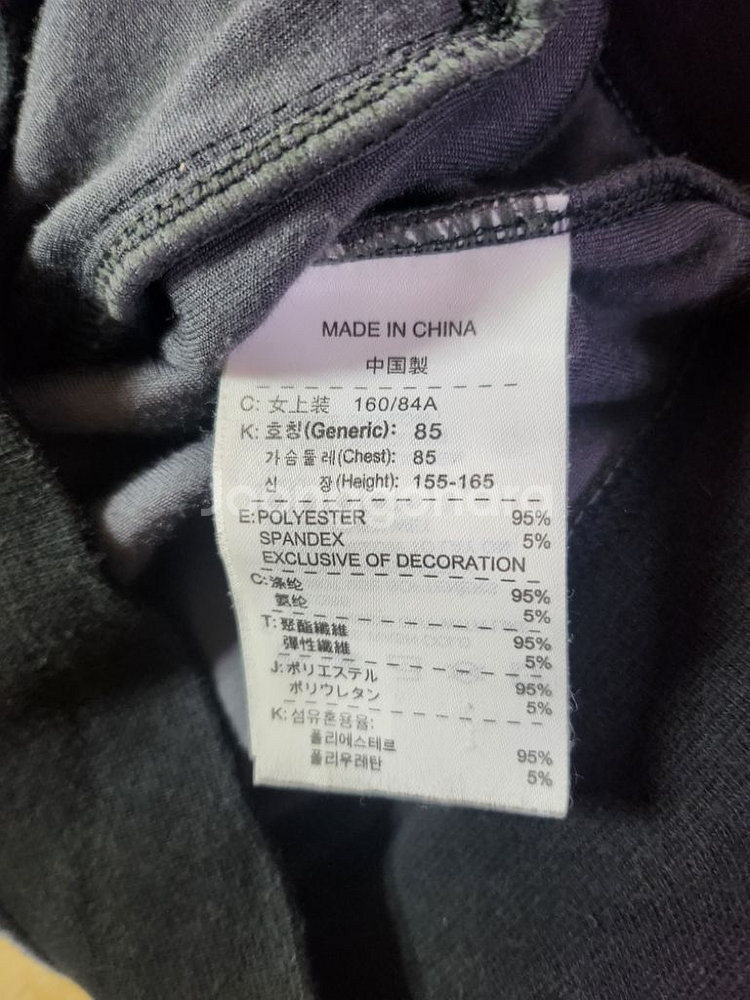 MADE IN CHINA
中国製
C: 女上装 160/84A
K: 호칭(Generic): 85
가슴둘레(Chest): 85
신 장(Height): 155-165
E: POLYESTER 95%
SPANDEX 5%
EXCLUSIVE OF DECORATION
C: 涤纶 95%
氨纶 5%
T: 聚酯纖維 95%
彈性纖維 5%
J: ポリエステル 95%
ポリウレタン 5%
K: 섬유혼용율:
폴리에스테르 95%
폴리우레탄 5%